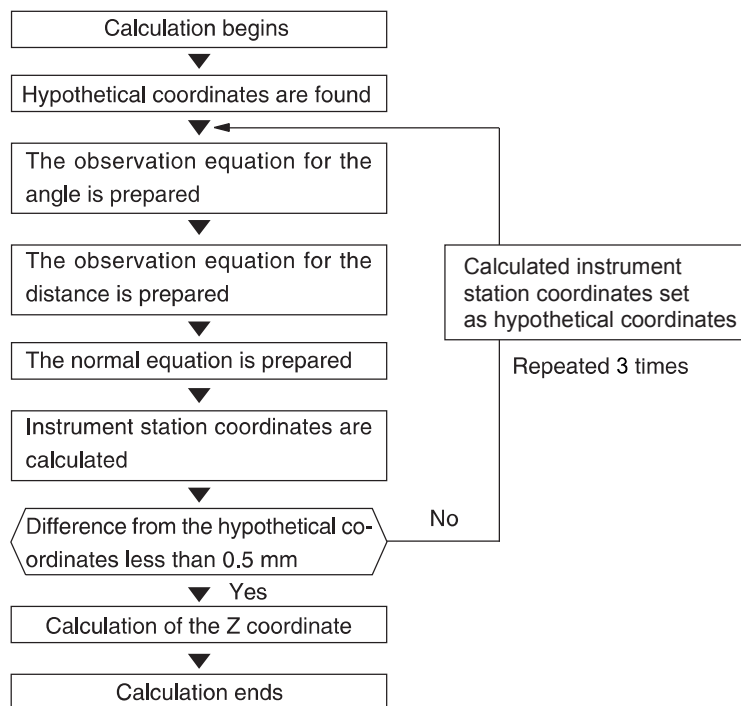 Calculation begins
Hypothetical coordinates are found
The observation equation for the
angle is prepared
The observation equation for the
distance is prepared
Calculated instrument
station coordinates set
as hypothetical coordinates
The normal equation is prepared
Repeated 3 times
Instrument station coordinates are
calculated
Difference from the hypothetical co-
ordinates less than 0.5 mm
No
Yes
Calculation of the Z coordinate
Calculation ends